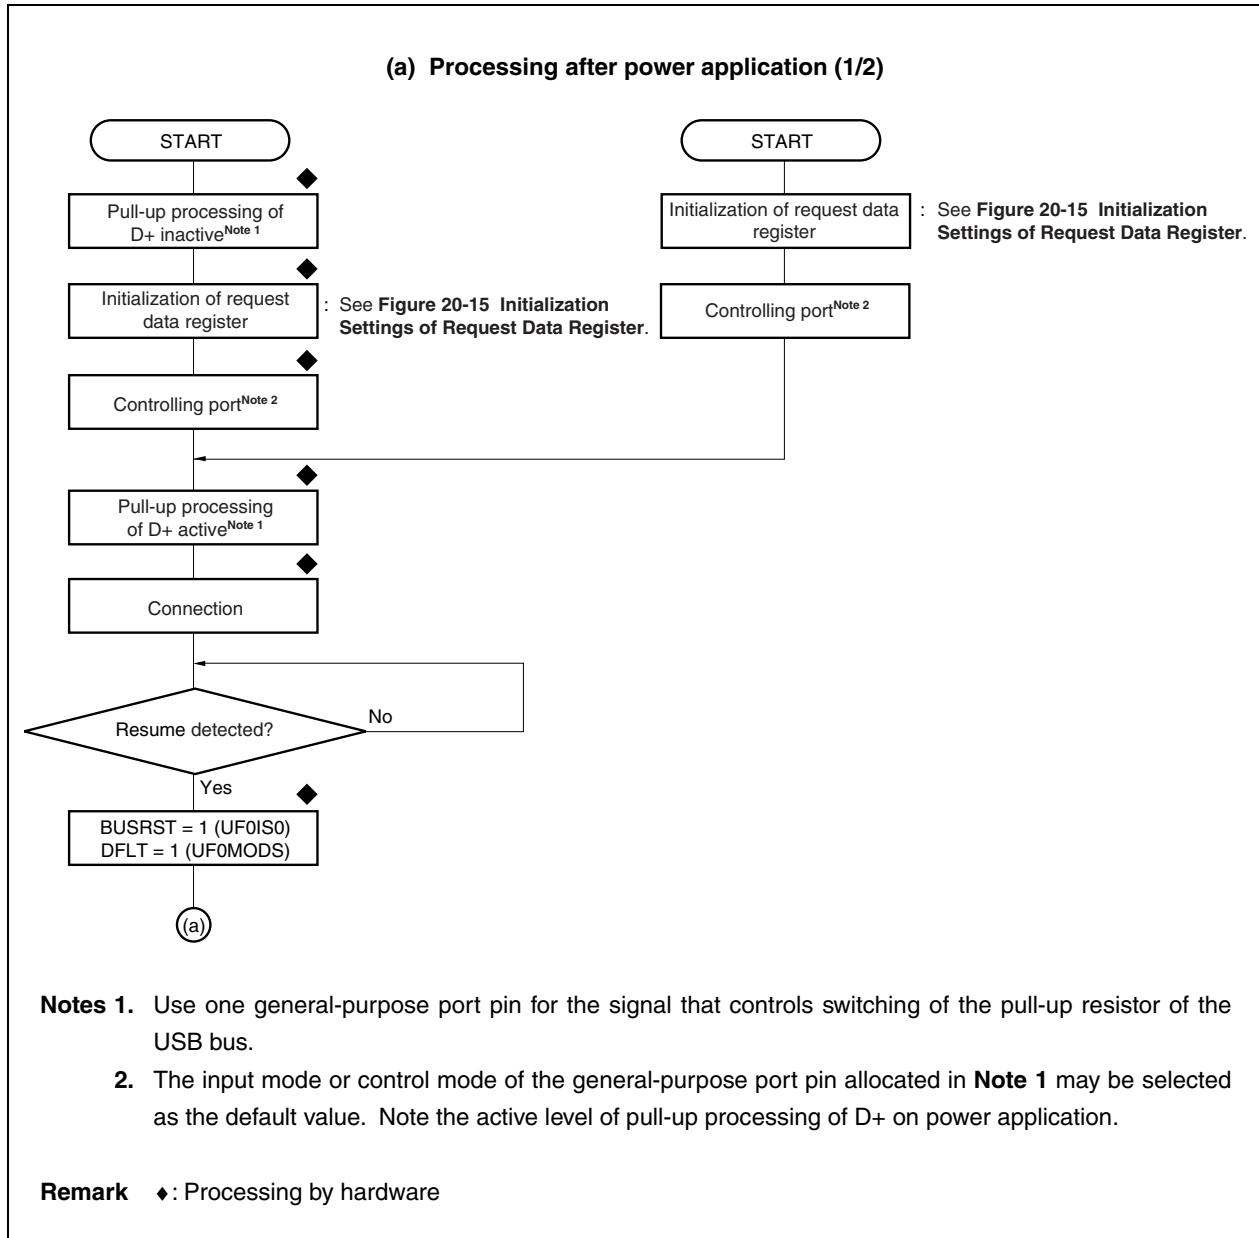 (a) Processing after power application (1/2)
START
Pull-up processing of
D+ inactiveNote 1
Initialization of request
data register
: See Figure 20-15 Initialization
Settings of Request Data Register.
Controlling portNote 2
START
Initialization of request data
register
: See Figure 20-15 Initialization
Settings of Request Data Register.
Controlling portNote 2
Pull-up processing
of D+ activeNote 1
Connection
Resume detected?
No
Yes
BUSRST = 1 (UF0IS0)
DFLT = 1 (UF0MODS)
(a)
Notes 1. Use one general-purpose port pin for the signal that controls switching of the pull-up resistor of the
USB bus.
2. The input mode or control mode of the general-purpose port pin allocated in Note 1 may be selected
as the default value. Note the active level of pull-up processing of D+ on power application.
Remark ♦: Processing by hardware